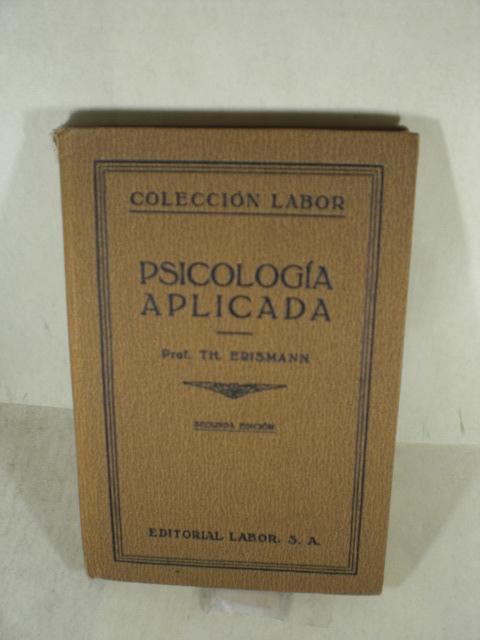 COLECCIÓN LABOR
PSICOLOGÍA
APLICADA
Prof. TH. ERISMANN
SEGUNDA EDICIÓN
EDITORIAL LABOR. S. A.